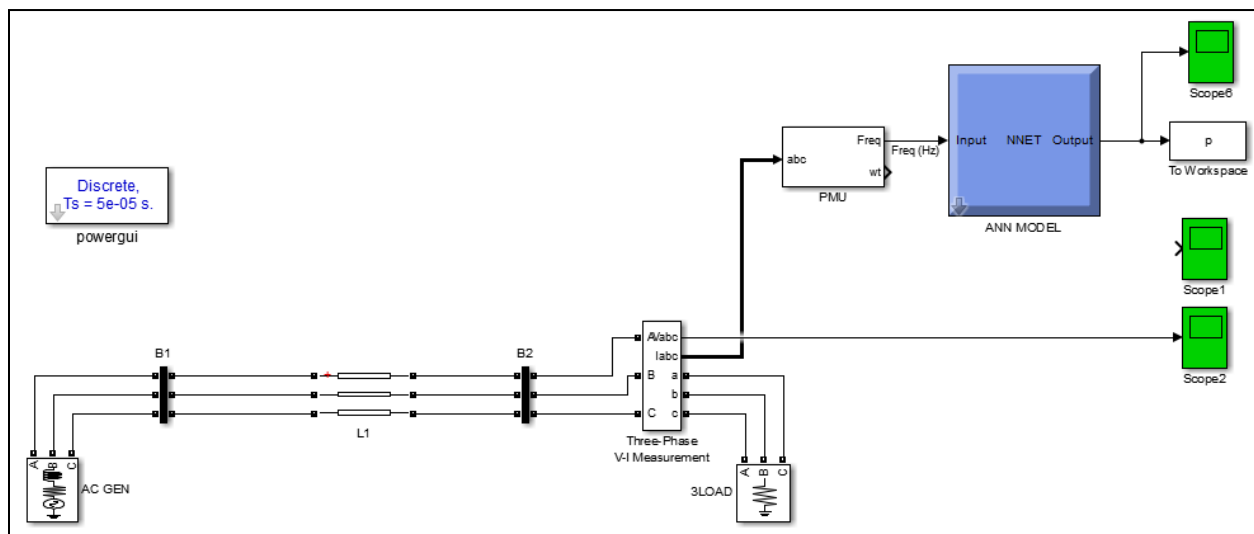 Scope6
Freq
Freq (Hz)
abc
wt
PMU
Input NNET Output
ANN MODEL
p
To Workspace
Discrete,
Ts = 5e-05 s.
powergui
Scope1
Scope2
B1
B2
L1
A
B
C
Vabc
Iabc
a
b
c
Three-Phase
V-I Measurement
A B C
AC GEN
A B C
3LOAD